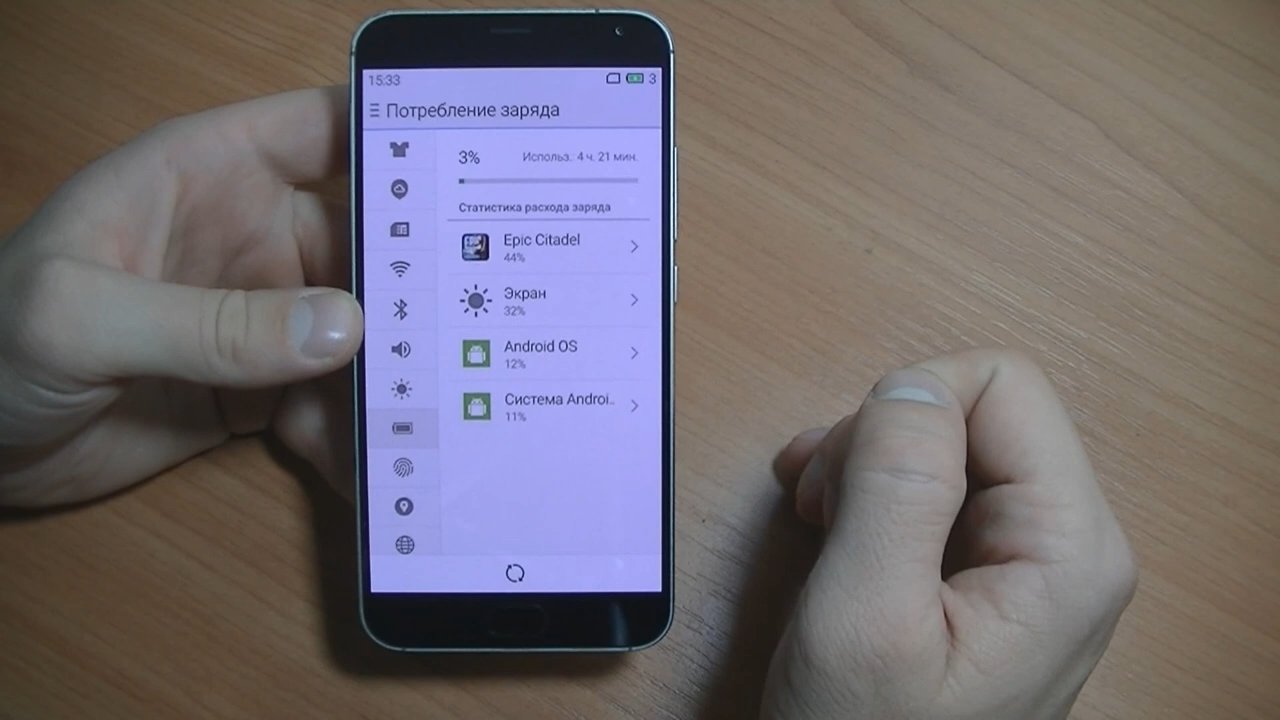 15:33
3
Потребление заряда
3%
Использ. 4 ч. 21 мин.
Статистика расхода заряда
Epic Citadel
44%
Экран
32%
Android OS
12%
Система Androi..
11%